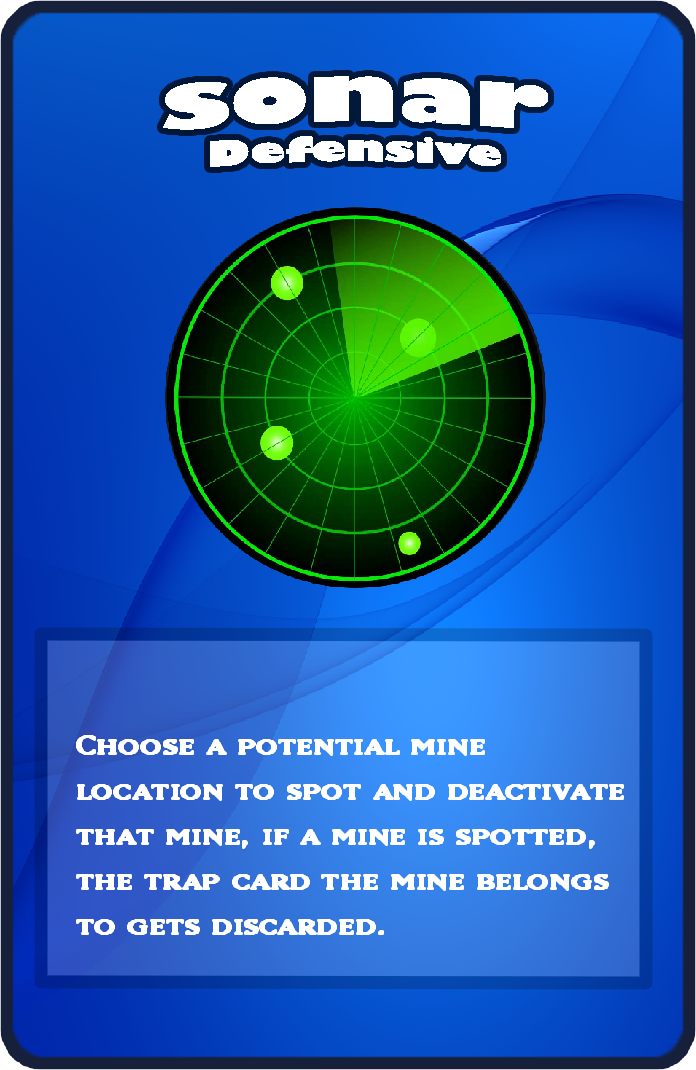 sonar
Defensive
Choose a potential mine
location to spot and deactivate
that mine, if a mine is spotted,
the trap card the mine belongs
to gets discarded.